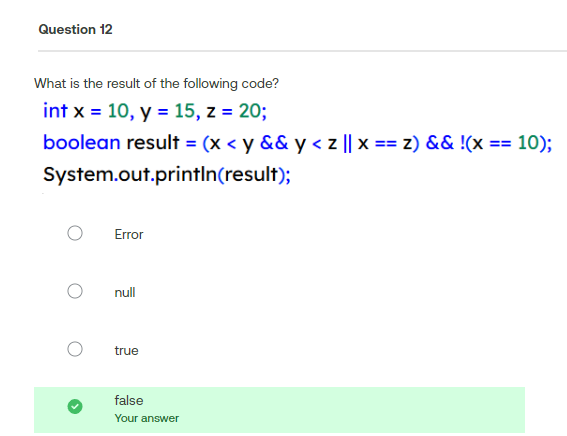 Question 12
What is the result of the following code?
int x = 10, y = 15, z = 20;
boolean result = (x < y && y < z || x == z) && !(x == 10);
System.out.println(result);
Error
null
true
false
Your answer